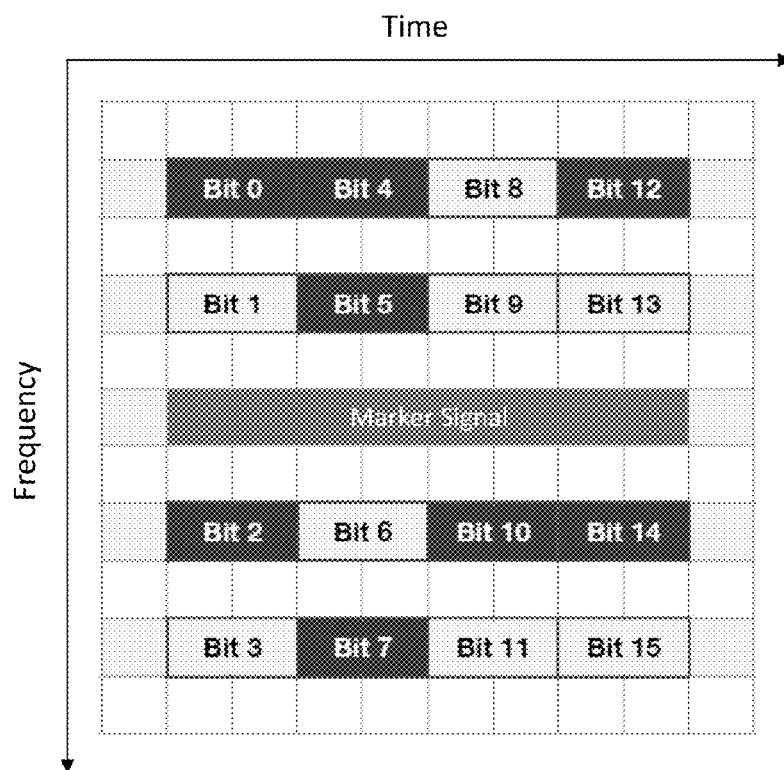 Time
Frequency
Bit 0 Bit 4 Bit 8 Bit 12
Bit 1 Bit 5 Bit 9 Bit 13
Marker Signal
Bit 2 Bit 6 Bit 10 Bit 14
Bit 3 Bit 7 Bit 11 Bit 15